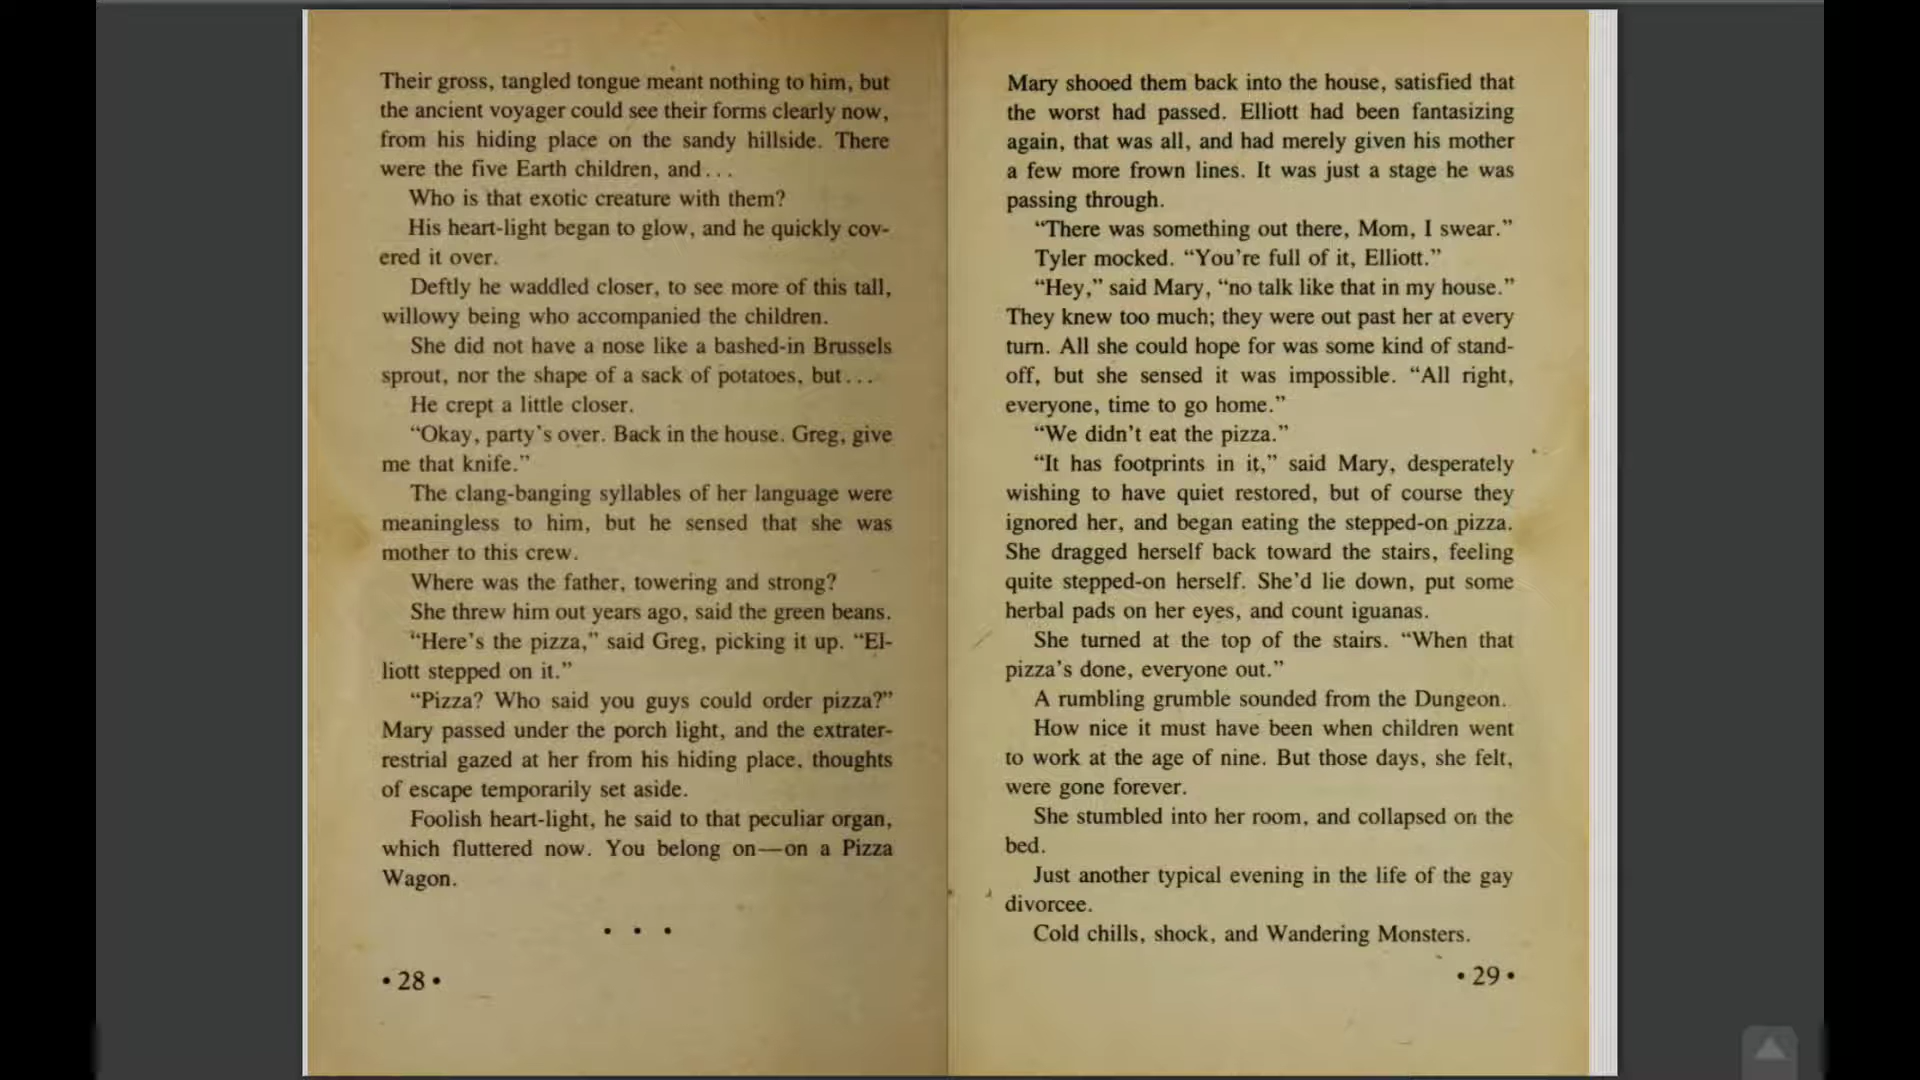 Their gross, tangled tongue meant nothing to him, but
the ancient voyager could see their forms clearly now,
from his hiding place on the sandy hillside. There
were the five Earth children, and . . .
Who is that exotic creature with them?
His heart-light began to glow, and he quickly cov-
ered it over.
Deftly he waddled closer, to see more of this tall,
willowy being who accompanied the children.
She did not have a nose like a bashed-in Brussels
sprout, nor the shape of a sack of potatoes, but . . .
He crept a little closer.
“Okay, party’s over. Back in the house. Greg, give
me that knife.”
The clang-banging syllables of her language were
meaningless to him, but he sensed that she was
mother to this crew.
Where was the father, towering and strong?
She threw him out years ago, said the green beans.
“Here’s the pizza,” said Greg, picking it up. “El-
liott stepped on it.”
“Pizza? Who said you guys could order pizza?”
Mary passed under the porch light, and the extrater-
restrial gazed at her from his hiding place, thoughts
of escape temporarily set aside.
Foolish heart-light, he said to that peculiar organ,
which fluttered now. You belong on—on a Pizza
Wagon.
• • •
• 28 •
Mary shooed them back into the house, satisfied that
the worst had passed. Elliott had been fantasizing
again, that was all, and had merely given his mother
a few more frown lines. It was just a stage he was
passing through.
“There was something out there, Mom, I swear.”
Tyler mocked. “You’re full of it, Elliott.”
“Hey,” said Mary, “no talk like that in my house.”
They knew too much; they were out past her at every
turn. All she could hope for was some kind of stand-
off, but she sensed it was impossible. “All right,
everyone, time to go home.”
“We didn’t eat the pizza.”
“It has footprints in it,” said Mary, desperately
wishing to have quiet restored, but of course they
ignored her, and began eating the stepped-on pizza.
She dragged herself back toward the stairs, feeling
quite stepped-on herself. She’d lie down, put some
herbal pads on her eyes, and count iguanas.
She turned at the top of the stairs. “When that
pizza’s done, everyone out.”
A rumbling grumble sounded from the Dungeon.
How nice it must have been when children went
to work at the age of nine. But those days, she felt,
were gone forever.
She stumbled into her room, and collapsed on the
bed.
Just another typical evening in the life of the gay
divorcee.
Cold chills, shock, and Wandering Monsters.
• 29 •